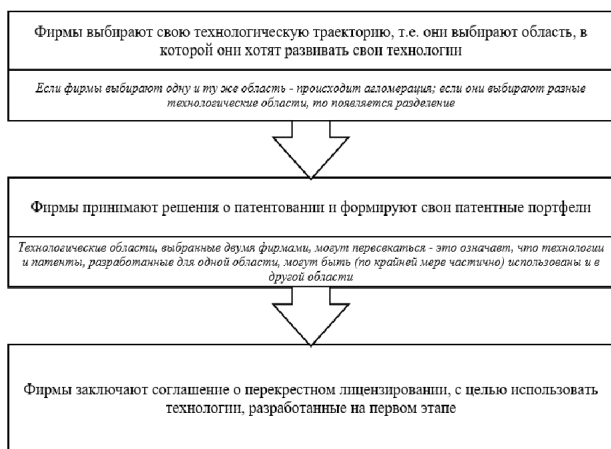 Фирмы выбирают свою технологическую траекторию, т.е. они выбирают область, в
которой они хотят развивать свои технологии
Если фирмы выбирают одну и ту же область - происходит агломерация; если они выбирают разные
технологические области, то появляется разделение
Фирмы принимают решения о патентовании и формируют свои патентные портфели
Технологические области, выбранные двумя фирмами, могут пересекаться - это означает, что технологии
и патенты, разработанные для одной области, могут быть (по крайней мере частично) использованы и в
другой области
Фирмы заключают соглашение о перекрестном лицензировании, с целью использовать
технологии, разработанные на первом этапе